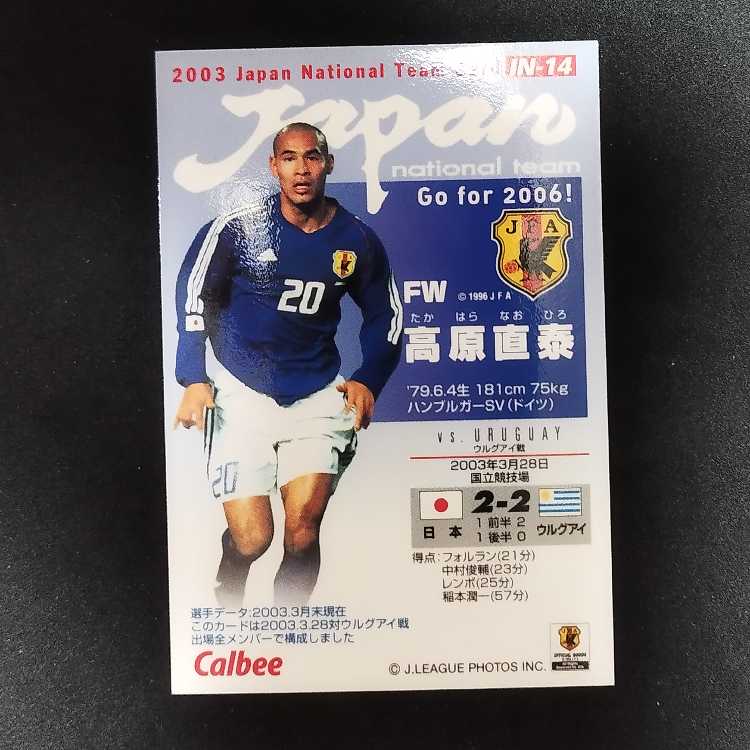 2003 Japan National Team Card JN-14
Japan
national team
Go for 2006!
JFA
FW ©1996 JFA
たか はら なお ひろ
高原直泰
20
'79.6.4生 181cm 75kg
ハンブルガーSV(ドイツ)
20
vs. URUGUAY
ウルグアイ戦
2003年3月28日
国立競技場
2-2
日本 1 前半 2 ウルグアイ
1 後半 0
得点:フォルラン(21分)
中村俊輔(23分)
レンボ(25分)
稲本潤一(57分)
選手データ:2003.3月末現在
このカードは2003.3.28対ウルグアイ戦
出場全メンバーで構成しました
Calbee
© J.LEAGUE PHOTOS INC.